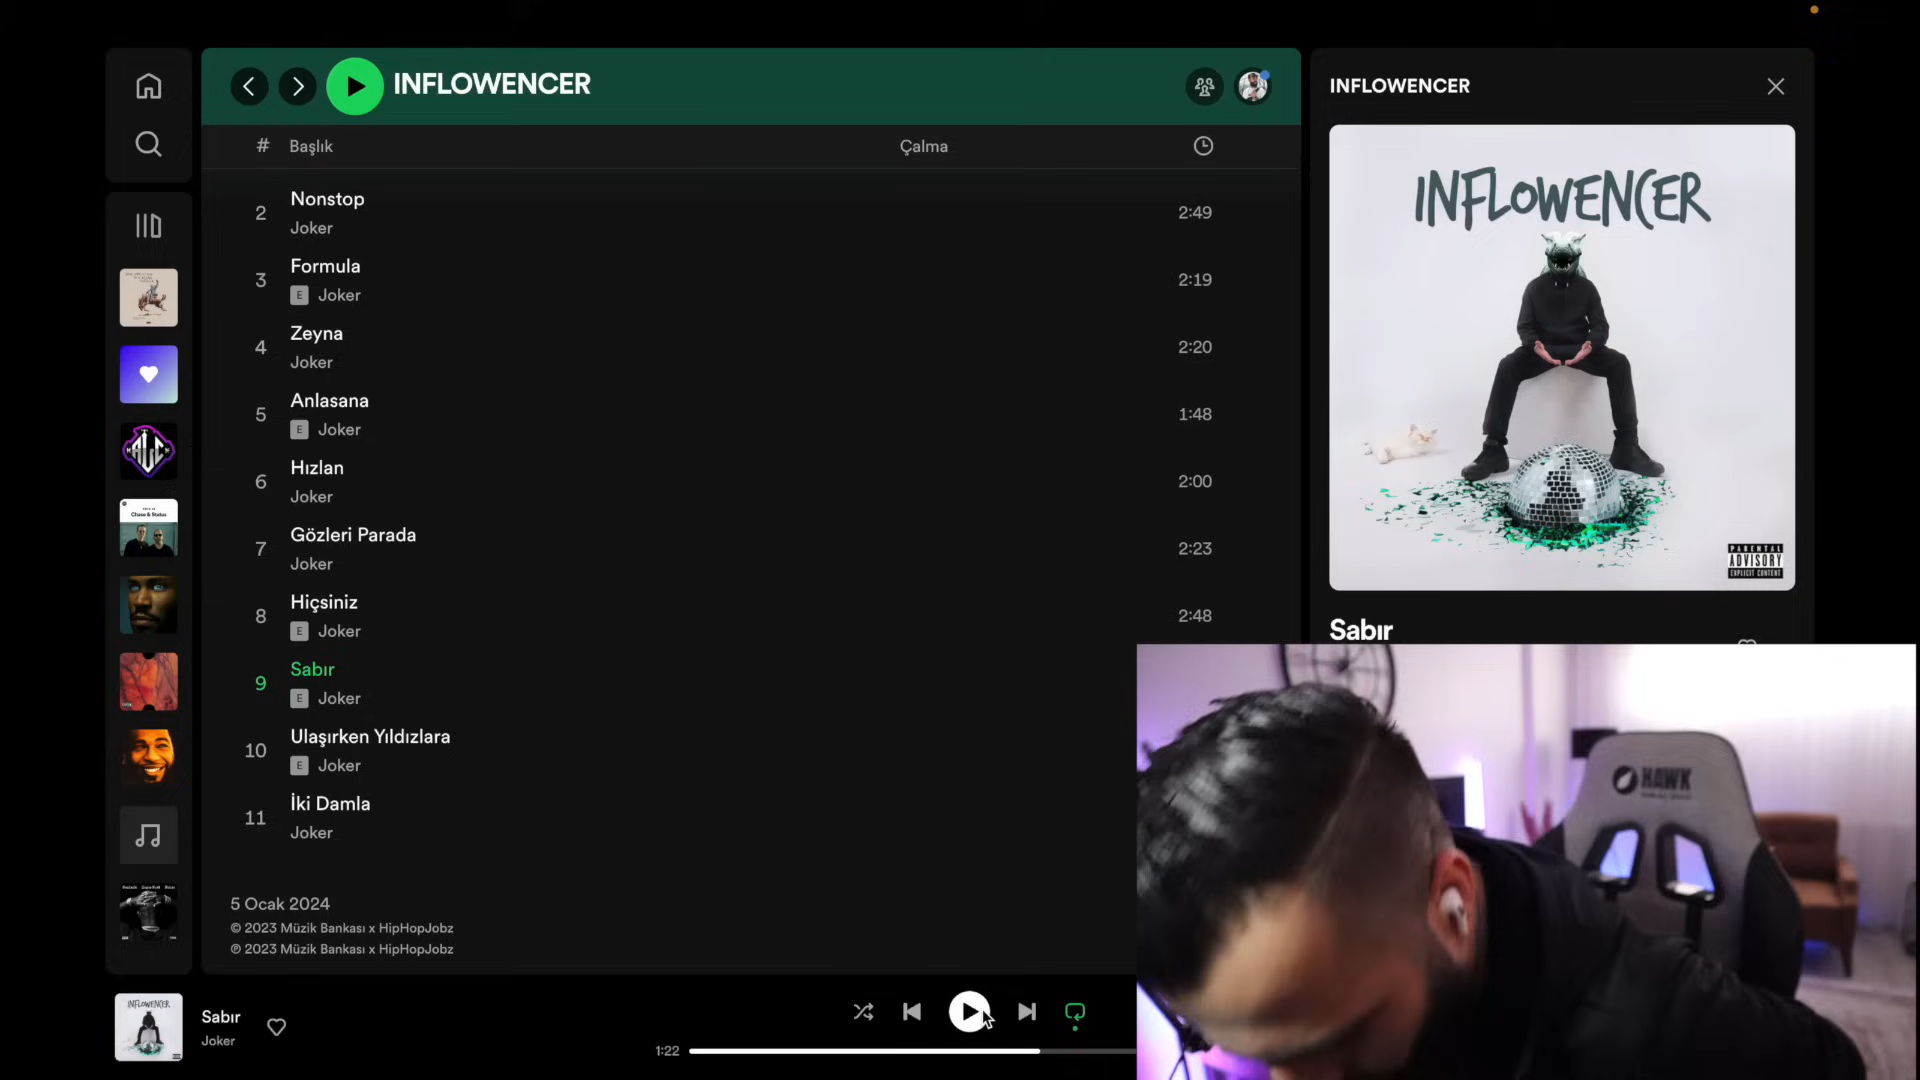 INFLOWENCER
INFLOWENCER
# Başlık Çalma
INFLOWENCER
PARENTAL
ADVISORY
EXPLICIT CONTENT
2 Nonstop 2:49
Joker
3 Formula 2:19
E Joker
4 Zeyna 2:20
Joker
5 Anlasana 1:48
E Joker
6 Hızlan 2:00
Joker
7 Gözleri Parada 2:23
Joker
8 Hiçsiniz 2:48
E Joker
9 Sabır
E Joker
10 Ulaşırken Yıldızlara
E Joker
11 İki Damla
Joker
5 Ocak 2024
© 2023 Müzik Bankası x HipHopJobz
℗ 2023 Müzik Bankası x HipHopJobz
Sabır
HAWK
Chase & Status
INFLOWENCER
Sabır
Joker
1:22